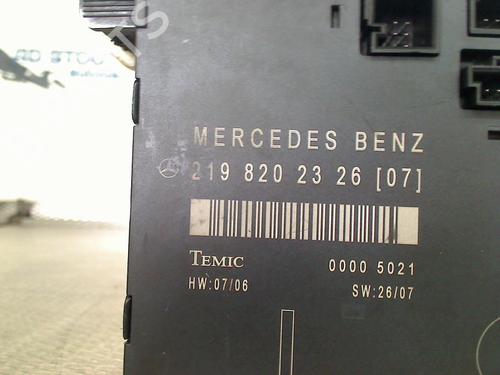 MERCEDES BENZ
219 820 23 26 [07]
TEMIC
0000 5021
HW:07/06
SW:26/07